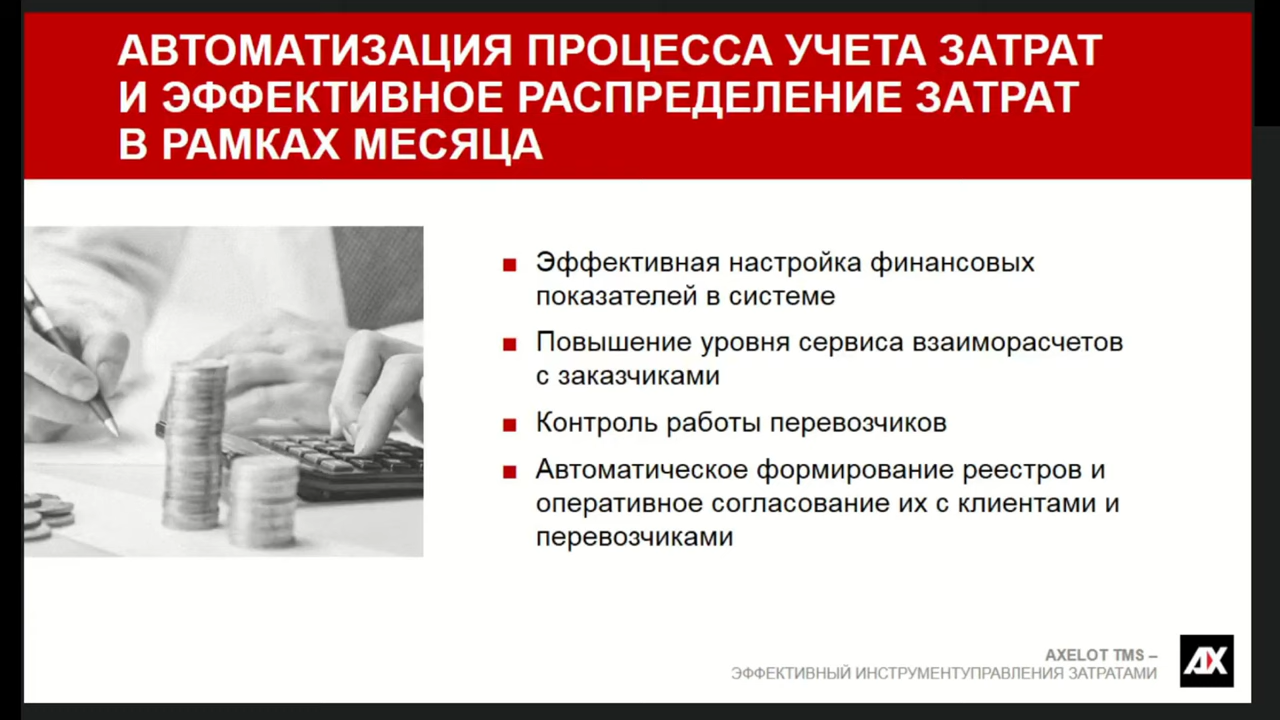 АВТОМАТИЗАЦИЯ ПРОЦЕССА УЧЕТА ЗАТРАТ
И ЭФФЕКТИВНОЕ РАСПРЕДЕЛЕНИЕ ЗАТРАТ
В РАМКАХ МЕСЯЦА
Эффективная настройка финансовых
показателей в системе
Повышение уровня сервиса взаиморасчетов
с заказчиками
Контроль работы перевозчиков
Автоматическое формирование реестров и
оперативное согласование их с клиентами и
перевозчиками
AXELOT TMS –
ЭФФЕКТИВНЫЙ ИНСТРУМЕНТУПРАВЛЕНИЯ ЗАТРАТАМИ
AX